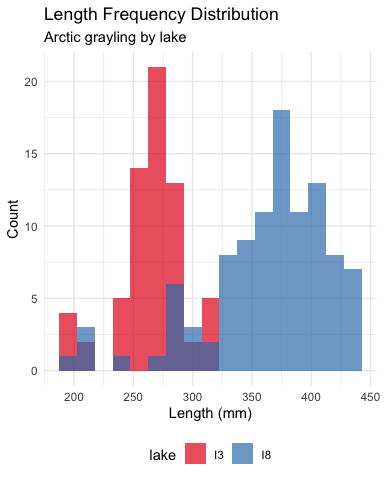 Length Frequency Distribution
Arctic grayling by lake
20
15
10
5
0
Count
200 250 300 350 400 450
Length (mm)
lake I3 I8